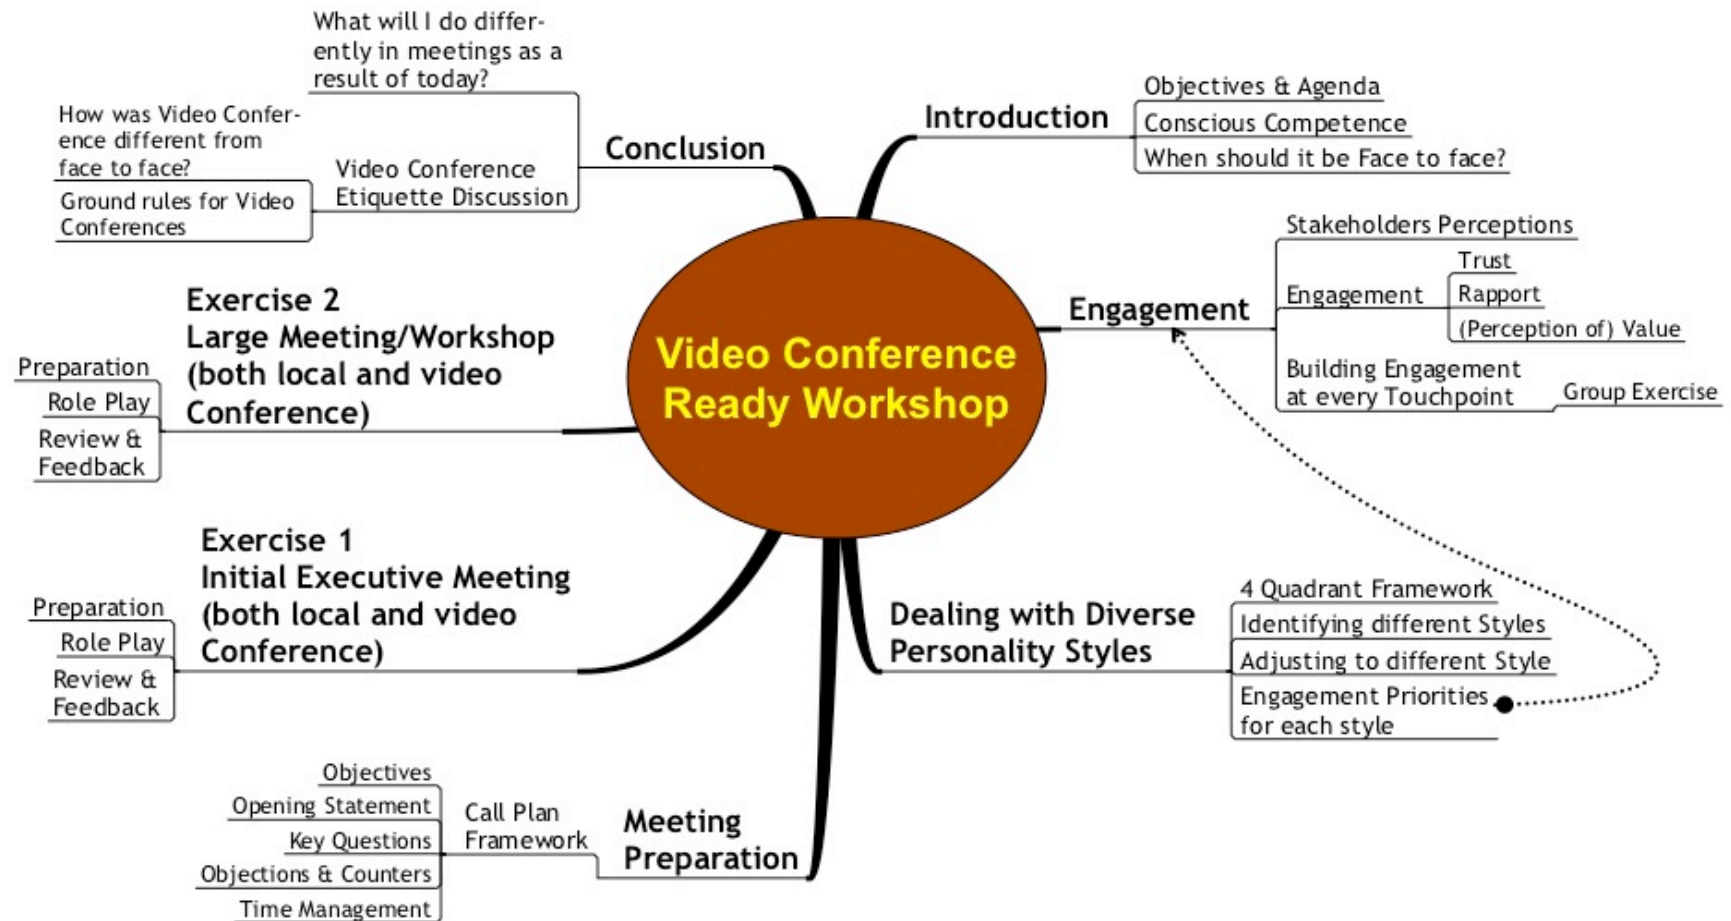 Video Conference
Ready Workshop
Introduction
Objectives & Agenda
Conscious Competence
When should it be Face to face?
Engagement
Stakeholders Perceptions
Engagement
Trust
Rapport
(Perception of) Value
Building Engagement
at every Touchpoint
Group Exercise
Dealing with Diverse
Personality Styles
4 Quadrant Framework
Identifying different Styles
Adjusting to different Style
Engagement Priorities
for each style
Meeting
Preparation
Call Plan
Framework
Objectives
Opening Statement
Key Questions
Objections & Counters
Time Management
Exercise 1
Initial Executive Meeting
(both local and video
Conference)
Preparation
Role Play
Review &
Feedback
Exercise 2
Large Meeting/Workshop
(both local and video
Conference)
Preparation
Role Play
Review &
Feedback
Conclusion
What will I do differ-
ently in meetings as a
result of today?
Video Conference
Etiquette Discussion
How was Video Confer-
ence different from
face to face?
Ground rules for Video
Conferences